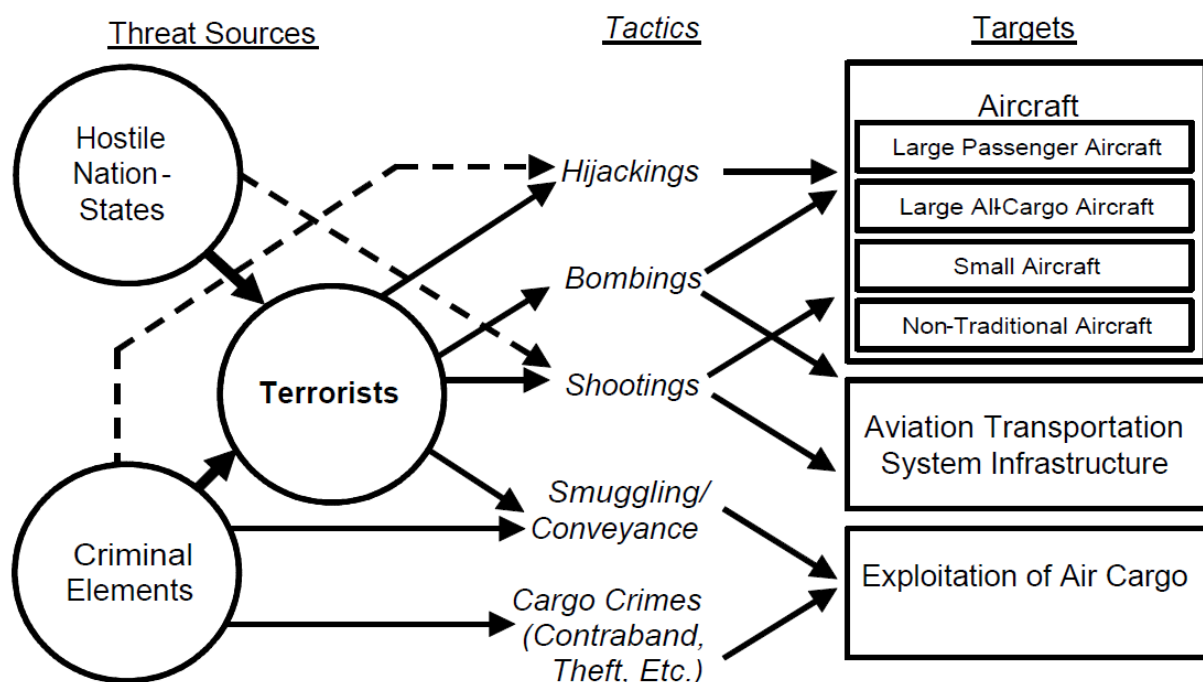 Threat Sources
Tactics
Targets
Hostile
Nation-
States
Terrorists
Criminal
Elements
Hijackings
Bombings
Shootings
Smuggling/
Conveyance
Cargo Crimes
(Contraband,
Theft, Etc.)
Aircraft
Large Passenger Aircraft
Large All-Cargo Aircraft
Small Aircraft
Non-Traditional Aircraft
Aviation Transportation
System Infrastructure
Exploitation of Air Cargo